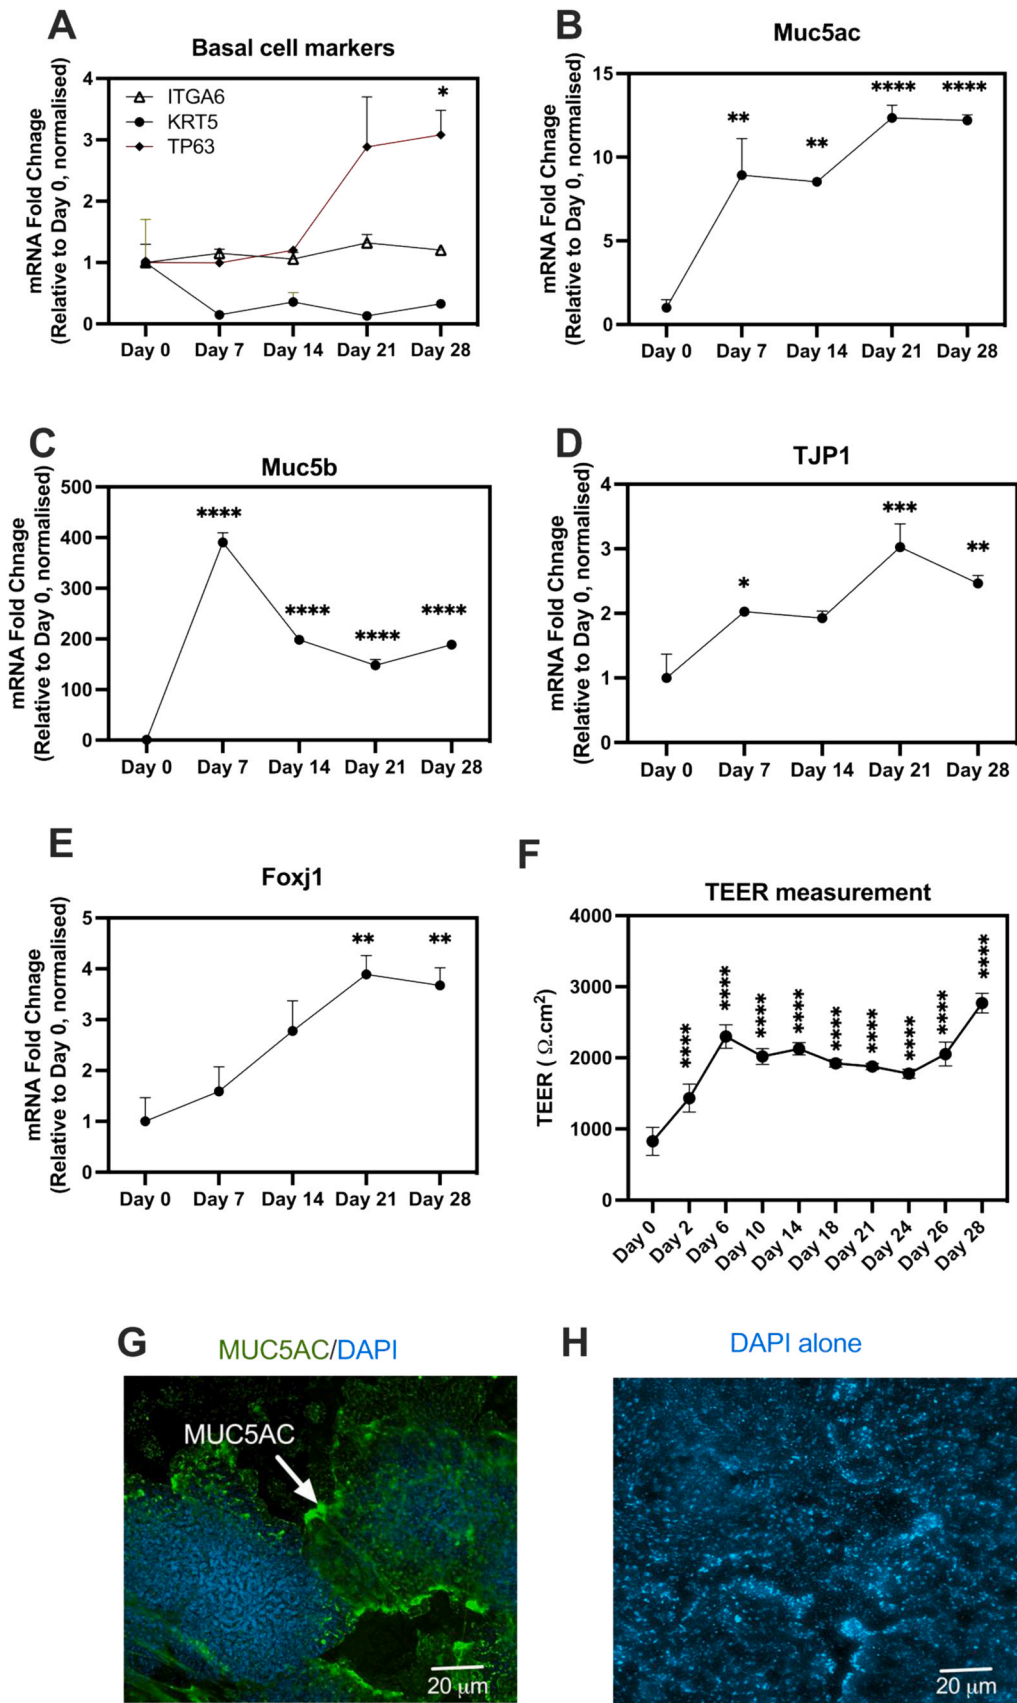 A
Basal cell markers
mRNA Fold Chnage
(Relative to Day 0, normalised)
4
3
2
1
0
ITGA6
KRT5
TP63
*
Day 0 Day 7 Day 14 Day 21 Day 28
B
Muc5ac
mRNA Fold Chnage
(Relative to Day 0, normalised)
15
10
5
0
** ** **** ****
Day 0 Day 7 Day 14 Day 21 Day 28
C
Muc5b
mRNA Fold Chnage
(Relative to Day 0, normalised)
500
400
300
200
100
0
**** **** **** ****
Day 0 Day 7 Day 14 Day 21 Day 28
D
TJP1
mRNA Fold Chnage
(Relative to Day 0, normalised)
4
3
2
1
0
* *** **
Day 0 Day 7 Day 14 Day 21 Day 28
E
Foxj1
mRNA Fold Chnage
(Relative to Day 0, normalised)
5
4
3
2
1
0
** **
Day 0 Day 7 Day 14 Day 21 Day 28
F
TEER measurement
TEER ( Ω.cm²)
4000
3000
2000
1000
0
**** **** **** **** **** **** **** **** ****
Day 0 Day 2 Day 6 Day 10 Day 14 Day 18 Day 21 Day 24 Day 26 Day 28
G
MUC5AC/DAPI
MUC5AC
20 μm
H
DAPI alone
20 μm